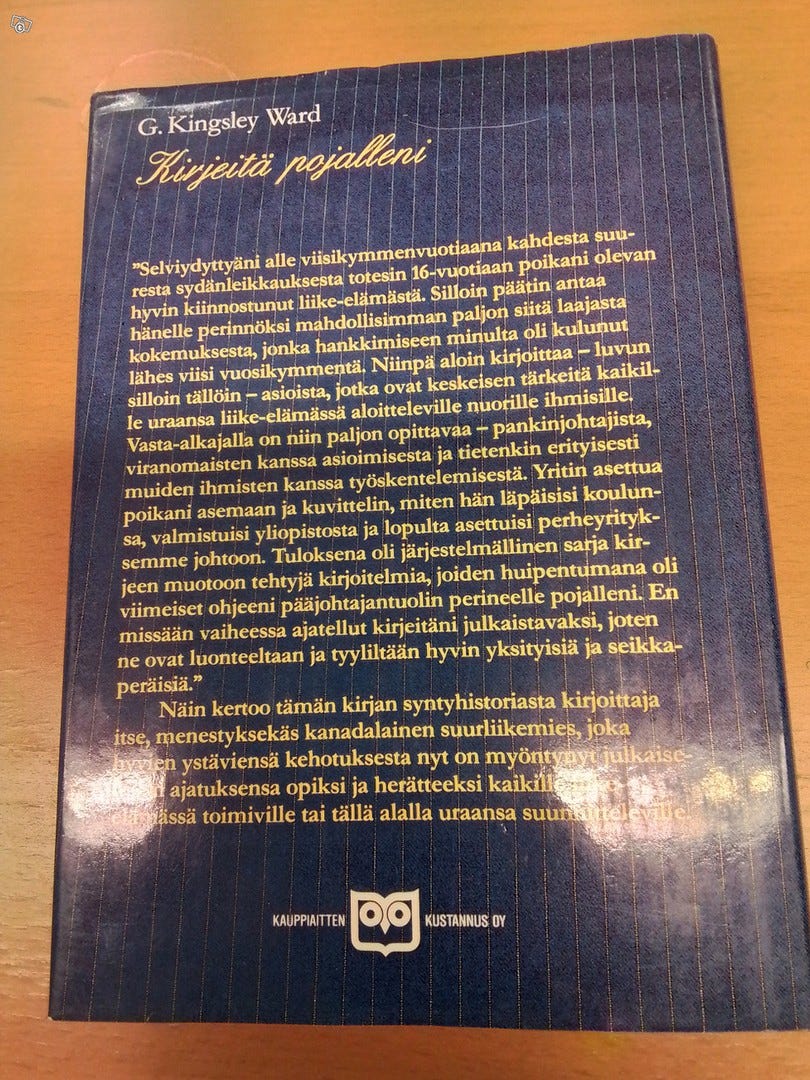 G. Kingsley Ward
Kirjeitä pojalleni
”Selviydyttyäni alle viisikymmenvuotiaana kahdesta suu-
resta sydänleikkauksesta totesin 16-vuotiaan poikani olevan
hyvin kiinnostunut liike-elämästä. Silloin päätin antaa
hänelle perinnöksi mahdollisimman paljon siitä laajasta
kokemuksesta, jonka hankkimiseen minulta oli kulunut
lähes viisi vuosikymmentä. Niinpä aloin kirjoittaa – luvun
silloin tällöin – asioista, jotka ovat keskeisen tärkeitä kaikil-
le uraansa liike-elämässä aloitteleville nuorille ihmisille.
Vasta-alkajalla on niin paljon opittavaa – pankinjohtajista,
viranomaisten kanssa asioimisesta ja tietenkin erityisesti
muiden ihmisten kanssa työskentelemisestä. Yritin asettua
poikani asemaan ja kuvittelin, miten hän läpäisisi koulun-
sa, valmistuisi yliopistosta ja lopulta asettuisi perheyrityk-
semme johtoon. Tuloksena oli järjestelmällinen sarja kir-
jeen muotoon tehtyjä kirjoitelmia, joiden huipentumana oli
viimeiset ohjeeni pääjohtajantuolin perineelle pojalleni. En
missään vaiheessa ajatellut kirjeitäni julkaistavaksi, joten
ne ovat luonteeltaan ja tyyliltään hyvin yksityisiä ja seikka-
peräisiä.”
Näin kertoo tämän kirjan syntyhistoriasta kirjoittaja
itse, menestyksekäs kanadalainen suurliikemies, joka
hyvien ystäviensä kehotuksesta nyt on myöntynyt julkaise-
ajatuksensa opiksi ja herätteeksi
toimiville tai tällä alalla uraansa suunnitteleville.
KAUPPIAITTEN KUSTANNUS OY